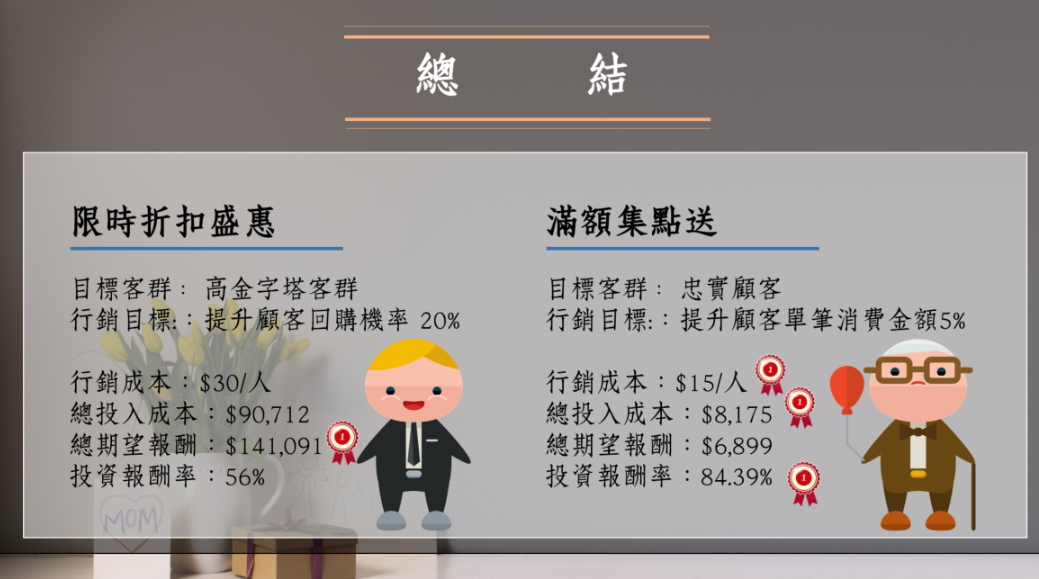 總 結
限時折扣盛惠
目標客群： 高金字塔客群
行銷目標:：提升顧客回購機率 20%
行銷成本：$30/人
總投入成本：$90,712
總期望報酬：$141,091
投資報酬率：56%
滿額集點送
目標客群： 忠實顧客
行銷目標:：提升顧客單筆消費金額5%
行銷成本：$15/人
總投入成本：$8,175
總期望報酬：$6,899
投資報酬率：84.39%
1
1
1
1
MOM